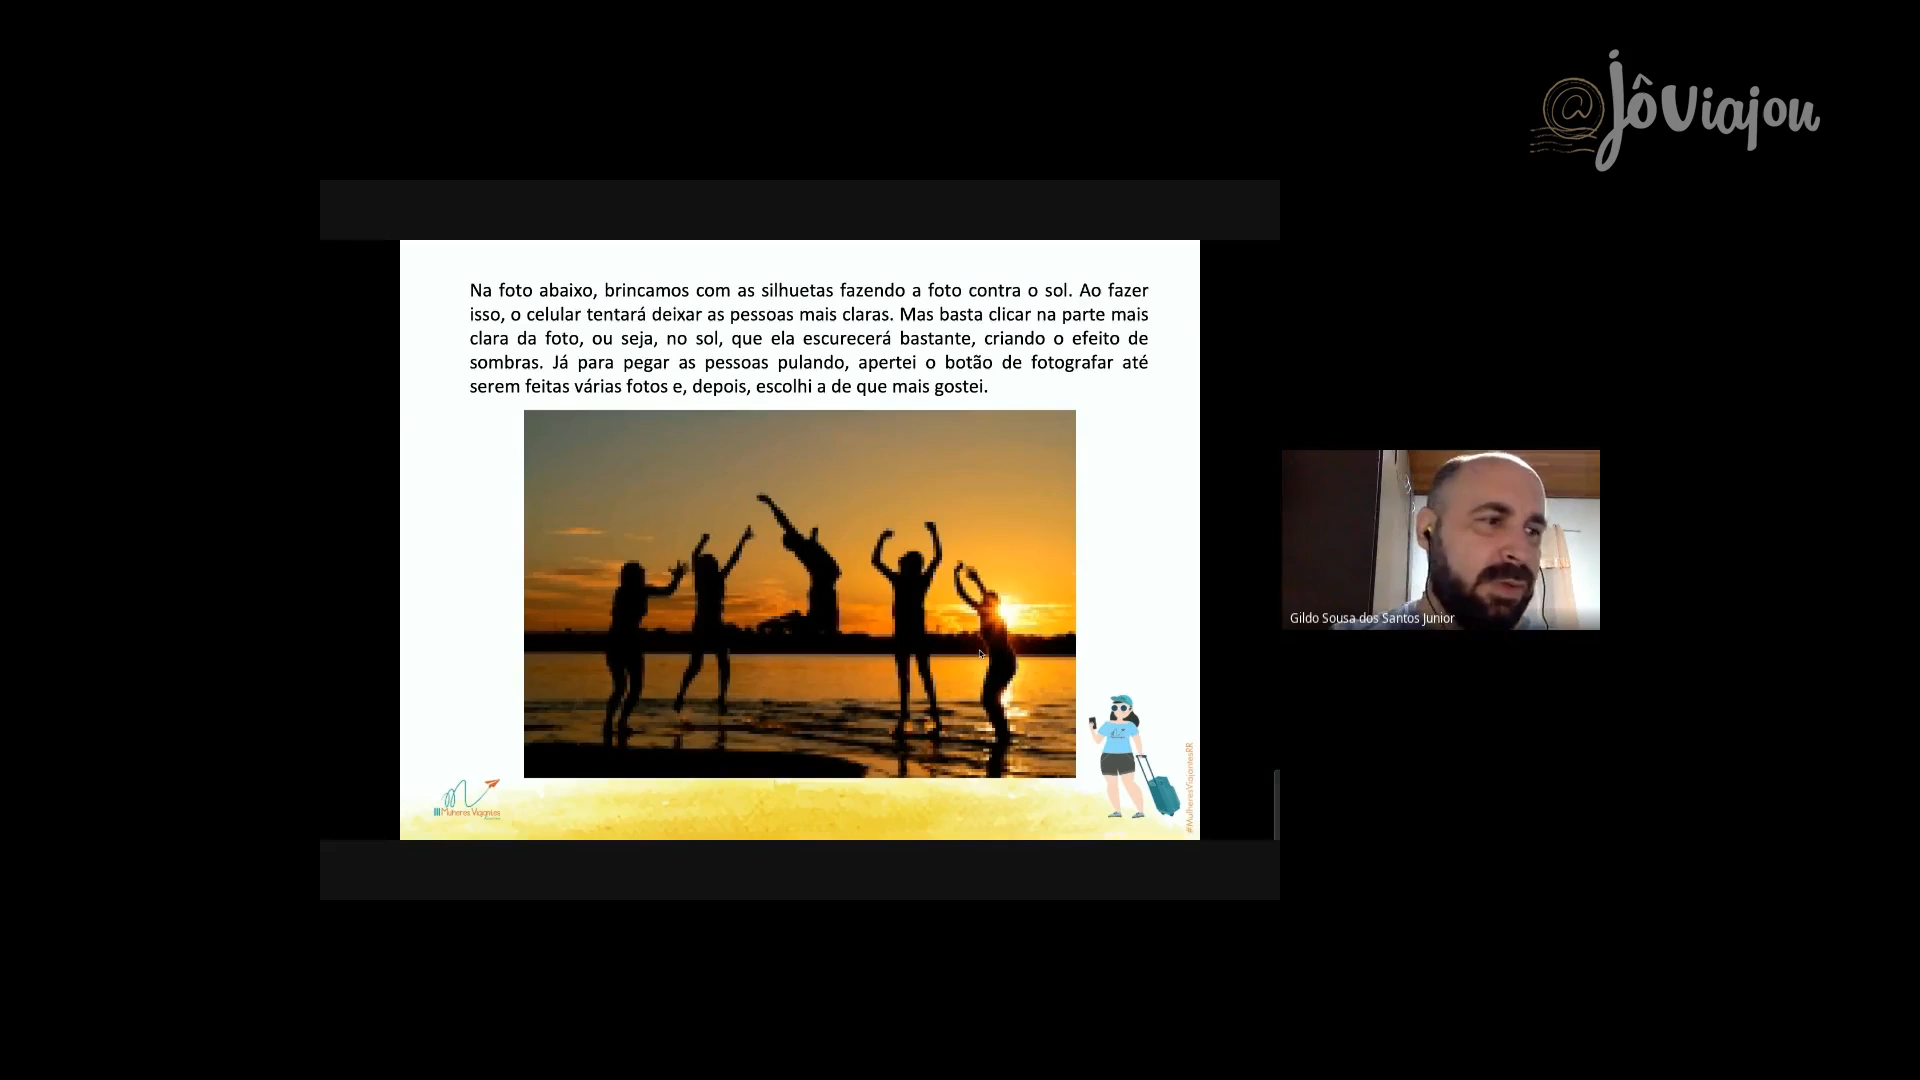 @jôviajou
Na foto abaixo, brincamos com as silhuetas fazendo a foto contra o sol. Ao fazer
isso, o celular tentará deixar as pessoas mais claras. Mas basta clicar na parte mais
clara da foto, ou seja, no sol, que ela escurecerá bastante, criando o efeito de
sombras. Já para pegar as pessoas pulando, apertei o botão de fotografar até
serem feitas várias fotos e, depois, escolhi a de que mais gostei.
Gildo Sousa dos Santos Junior
III Mulheres Viajantes
#MulheresViajantesRR